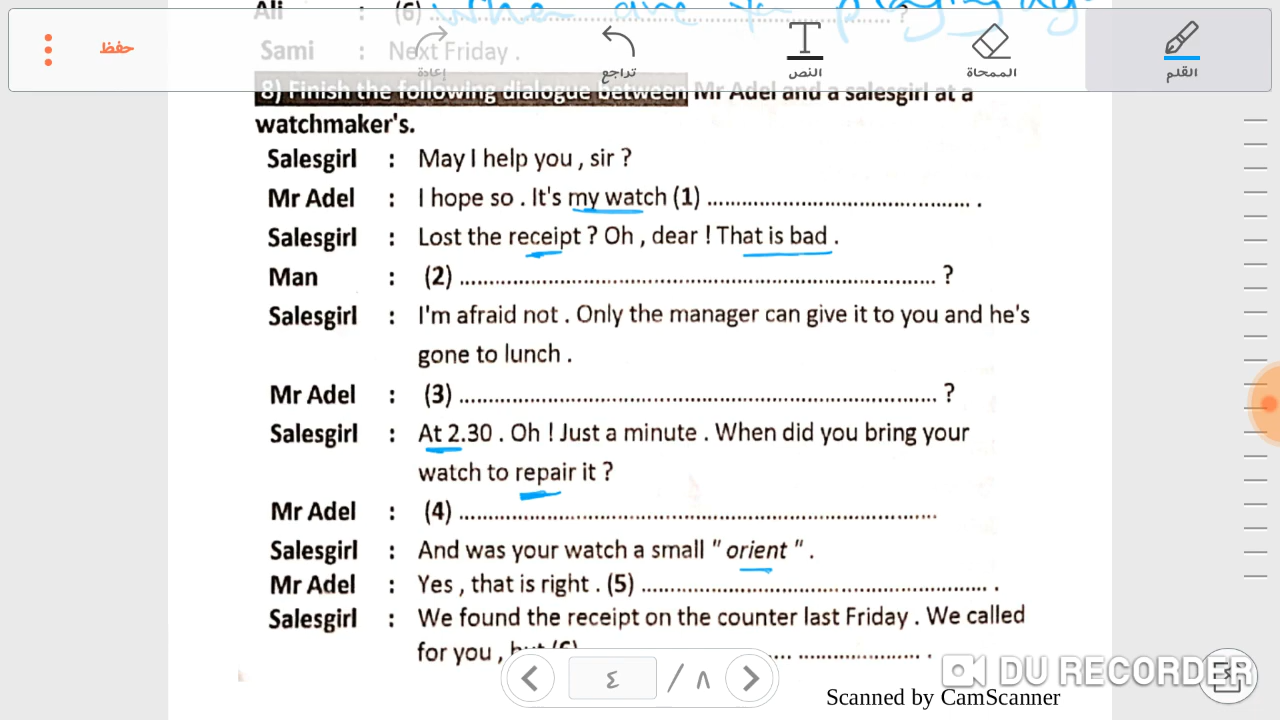 Ali : (6) When are
?
حفظ
Sami : Next Friday .
إعادة
تراجع
النص
الممحاة
القلم
8) Finish the following dialogue between Mr Adel and a salesgirl at a
watchmaker's.
Salesgirl : May I help you , sir ?
Mr Adel : I hope so . It's my watch (1) ................................................ .
Salesgirl : Lost the receipt ? Oh , dear ! That is bad .
Man : (2) ................................................................................ ?
Salesgirl : I'm afraid not . Only the manager can give it to you and he's
gone to lunch .
Mr Adel : (3) ................................................................................ ?
Salesgirl : At 2.30 . Oh ! Just a minute . When did you bring your
watch to repair it ?
Mr Adel : (4) ................................................................................
Salesgirl : And was your watch a small " orient " .
Mr Adel : Yes , that is right . (5) ............................................................ .
Salesgirl : We found the receipt on the counter last Friday . We called
for you , but (6) .... ..................... .
٤ / ٨
DU RECORDER
Scanned by CamScanner